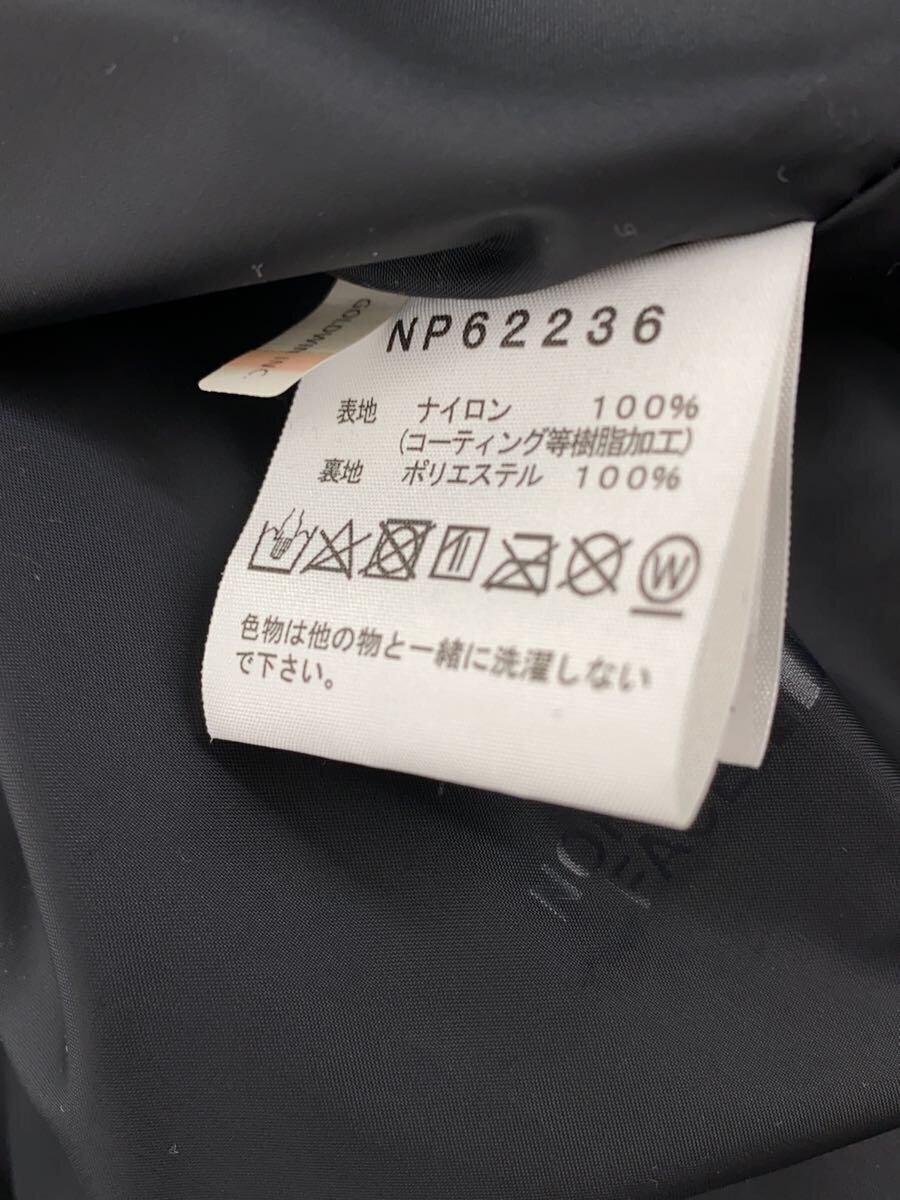 GOLDWIN INC.
NP62236
表地 ナイロン 100%
(コーティング等樹脂加工)
裏地 ポリエステル 100%
W
色物は他の物と一緒に洗濯しない
で下さい。